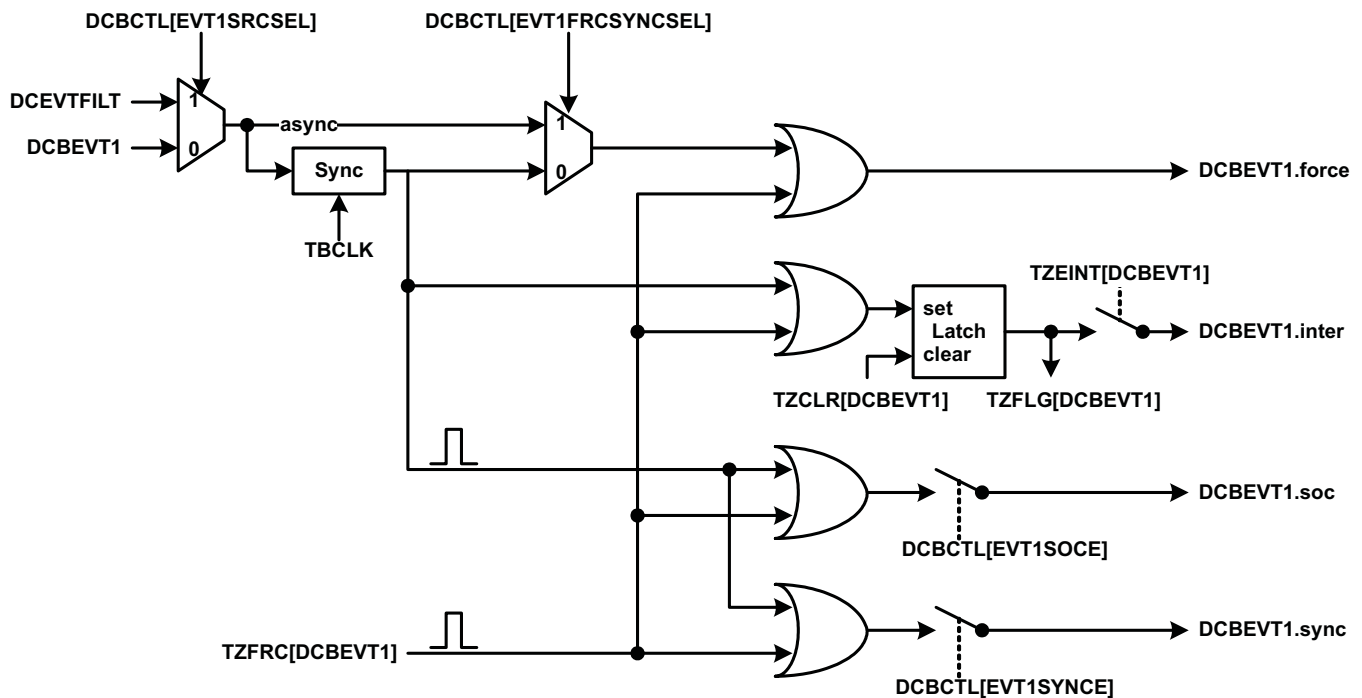 DCBCTL[EVT1SRCSEL]
DCBCTL[EVT1FRCSYNCSEL]
DCEVTFILT
1
async
1
DCBEVT1
0
Sync
0
DCBEVT1.force
TBCLK
TZEINT[DCBEVT1]
set
Latch
clear
DCBEVT1.inter
TZCLR[DCBEVT1]
TZFLG[DCBEVT1]
DCBEVT1.soc
DCBCTL[EVT1SOCE]
TZFRC[DCBEVT1]
DCBEVT1.sync
DCBCTL[EVT1SYNCE]